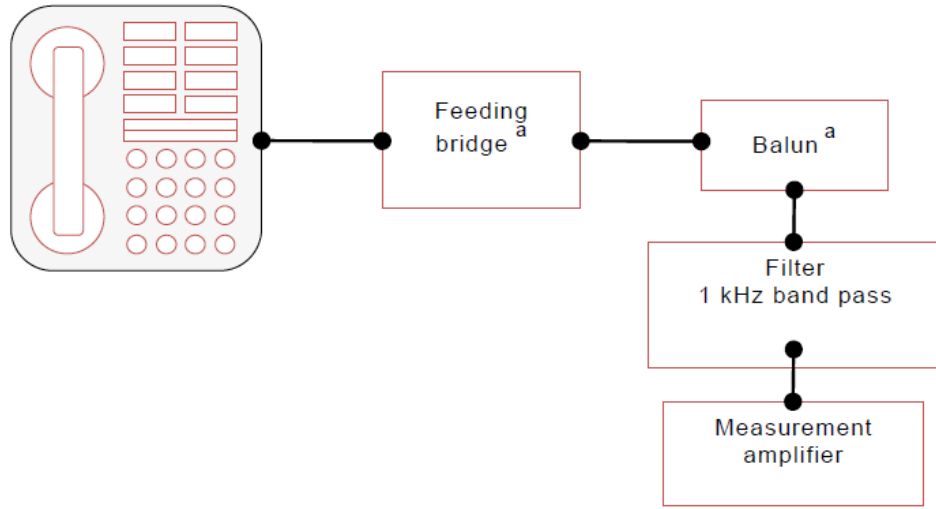 Feeding
bridge a
Balun a
Filter
1 kHz band pass
Measurement
amplifier